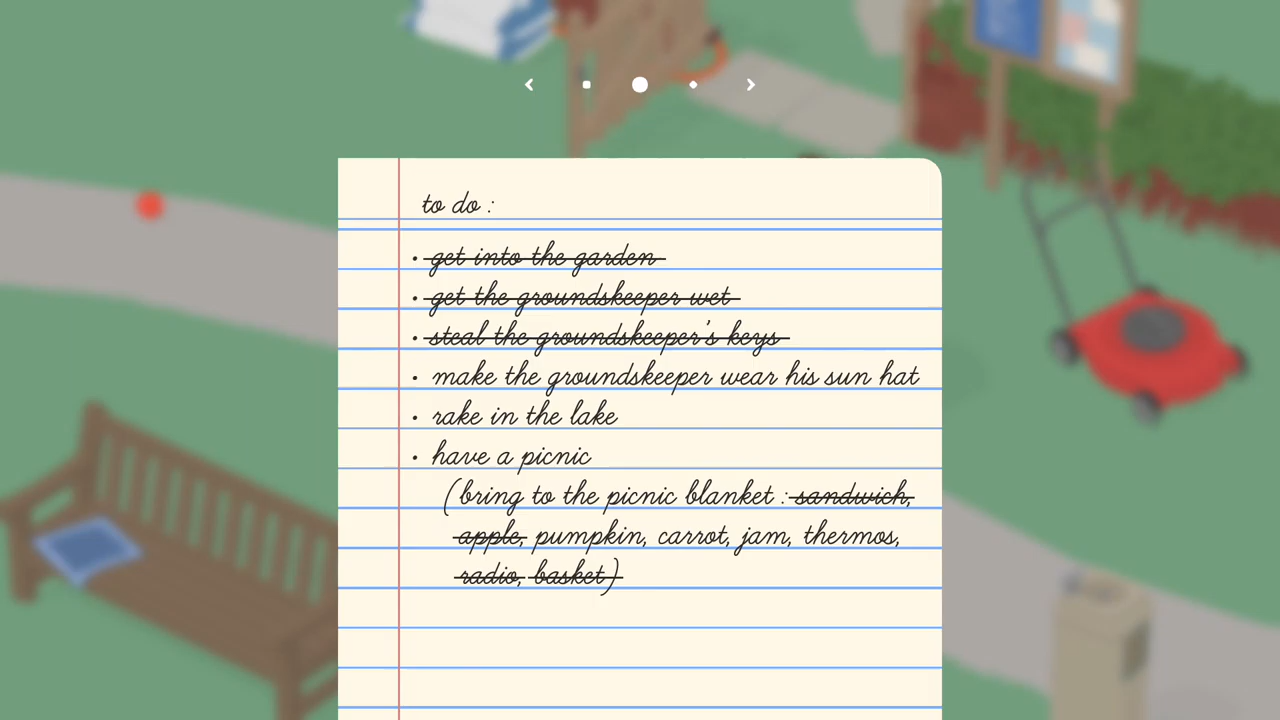 to do :
• get into the garden
• get the groundskeeper wet
• steal the groundskeeper's keys
• make the groundskeeper wear his sun hat
• rake in the lake
• have a picnic
(bring to the picnic blanket : sandwich,
apple, pumpkin, carrot, jam, thermos,
radio, basket)